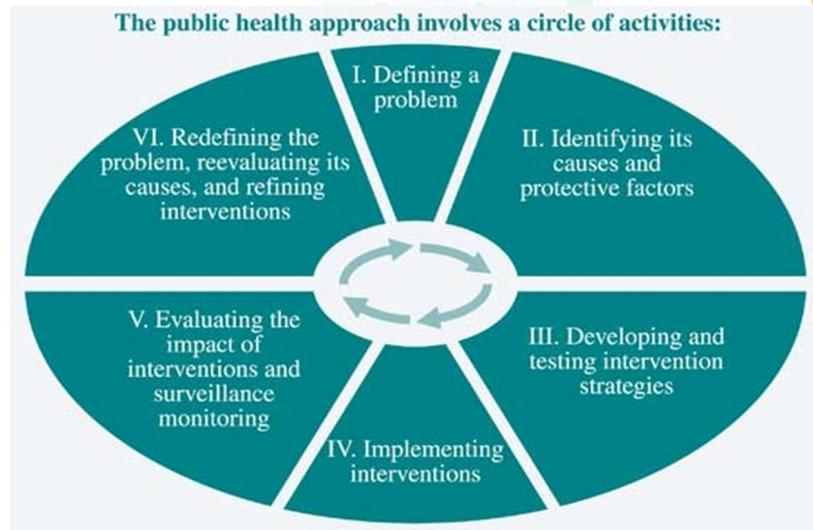 The public health approach involves a circle of activities:
I. Defining a
problem
II. Identifying its
causes and
protective factors
III. Developing and
testing intervention
strategies
IV. Implementing
interventions
V. Evaluating the
impact of
interventions and
surveillance
monitoring
VI. Redefining the
problem, reevaluating its
causes, and refining
interventions